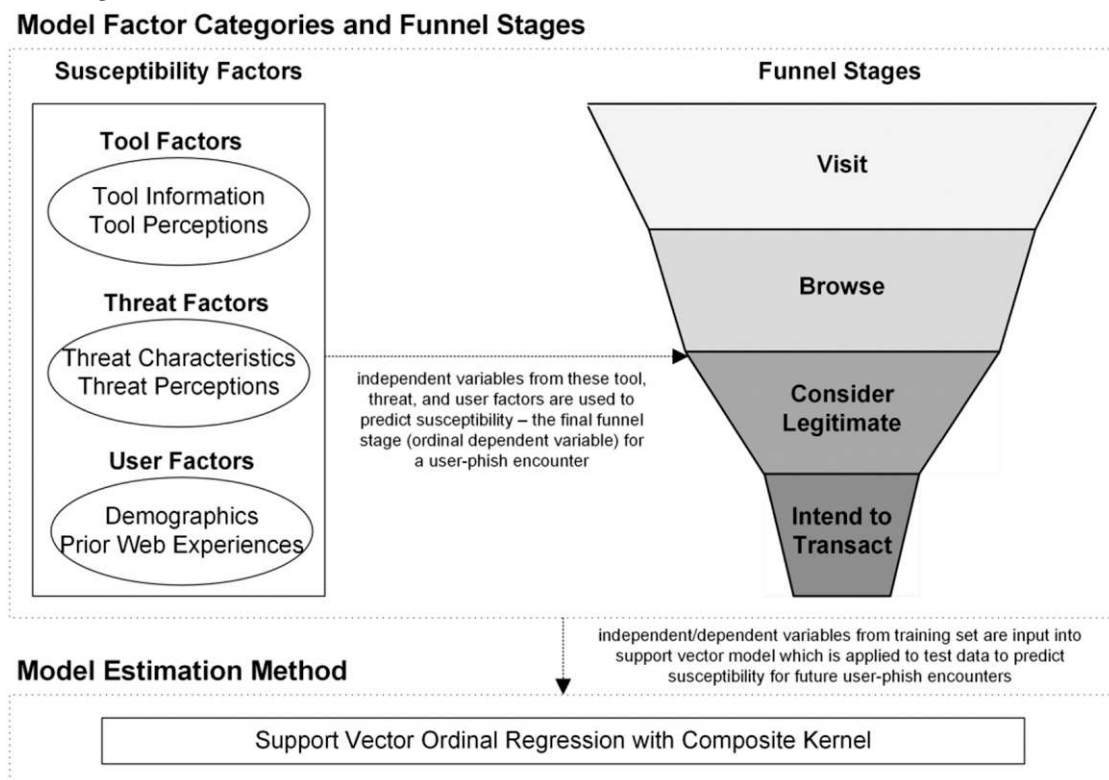 Model Factor Categories and Funnel Stages
Susceptibility Factors
Tool Factors
Tool Information
Tool Perceptions
Threat Factors
Threat Characteristics
Threat Perceptions
User Factors
Demographics
Prior Web Experiences
independent variables from these tool,
threat, and user factors are used to
predict susceptibility – the final funnel
stage (ordinal dependent variable) for
a user-phish encounter
Funnel Stages
Visit
Browse
Consider
Legitimate
Intend to
Transact
independent/dependent variables from training set are input into
support vector model which is applied to test data to predict
susceptibility for future user-phish encounters
Model Estimation Method
Support Vector Ordinal Regression with Composite Kernel